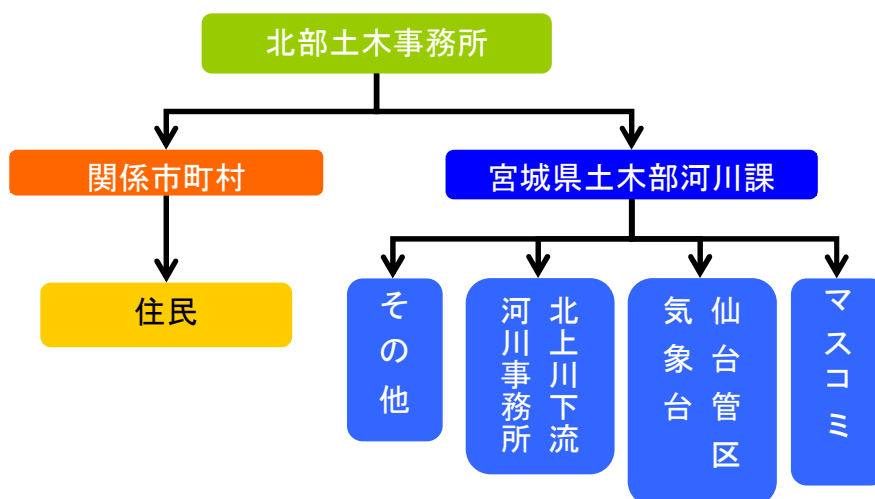 北部土木事務所
関係市町村
宮城県土木部河川課
住民
その他
北上川下流
河川事務所
仙台管区
気象台
マスコミ